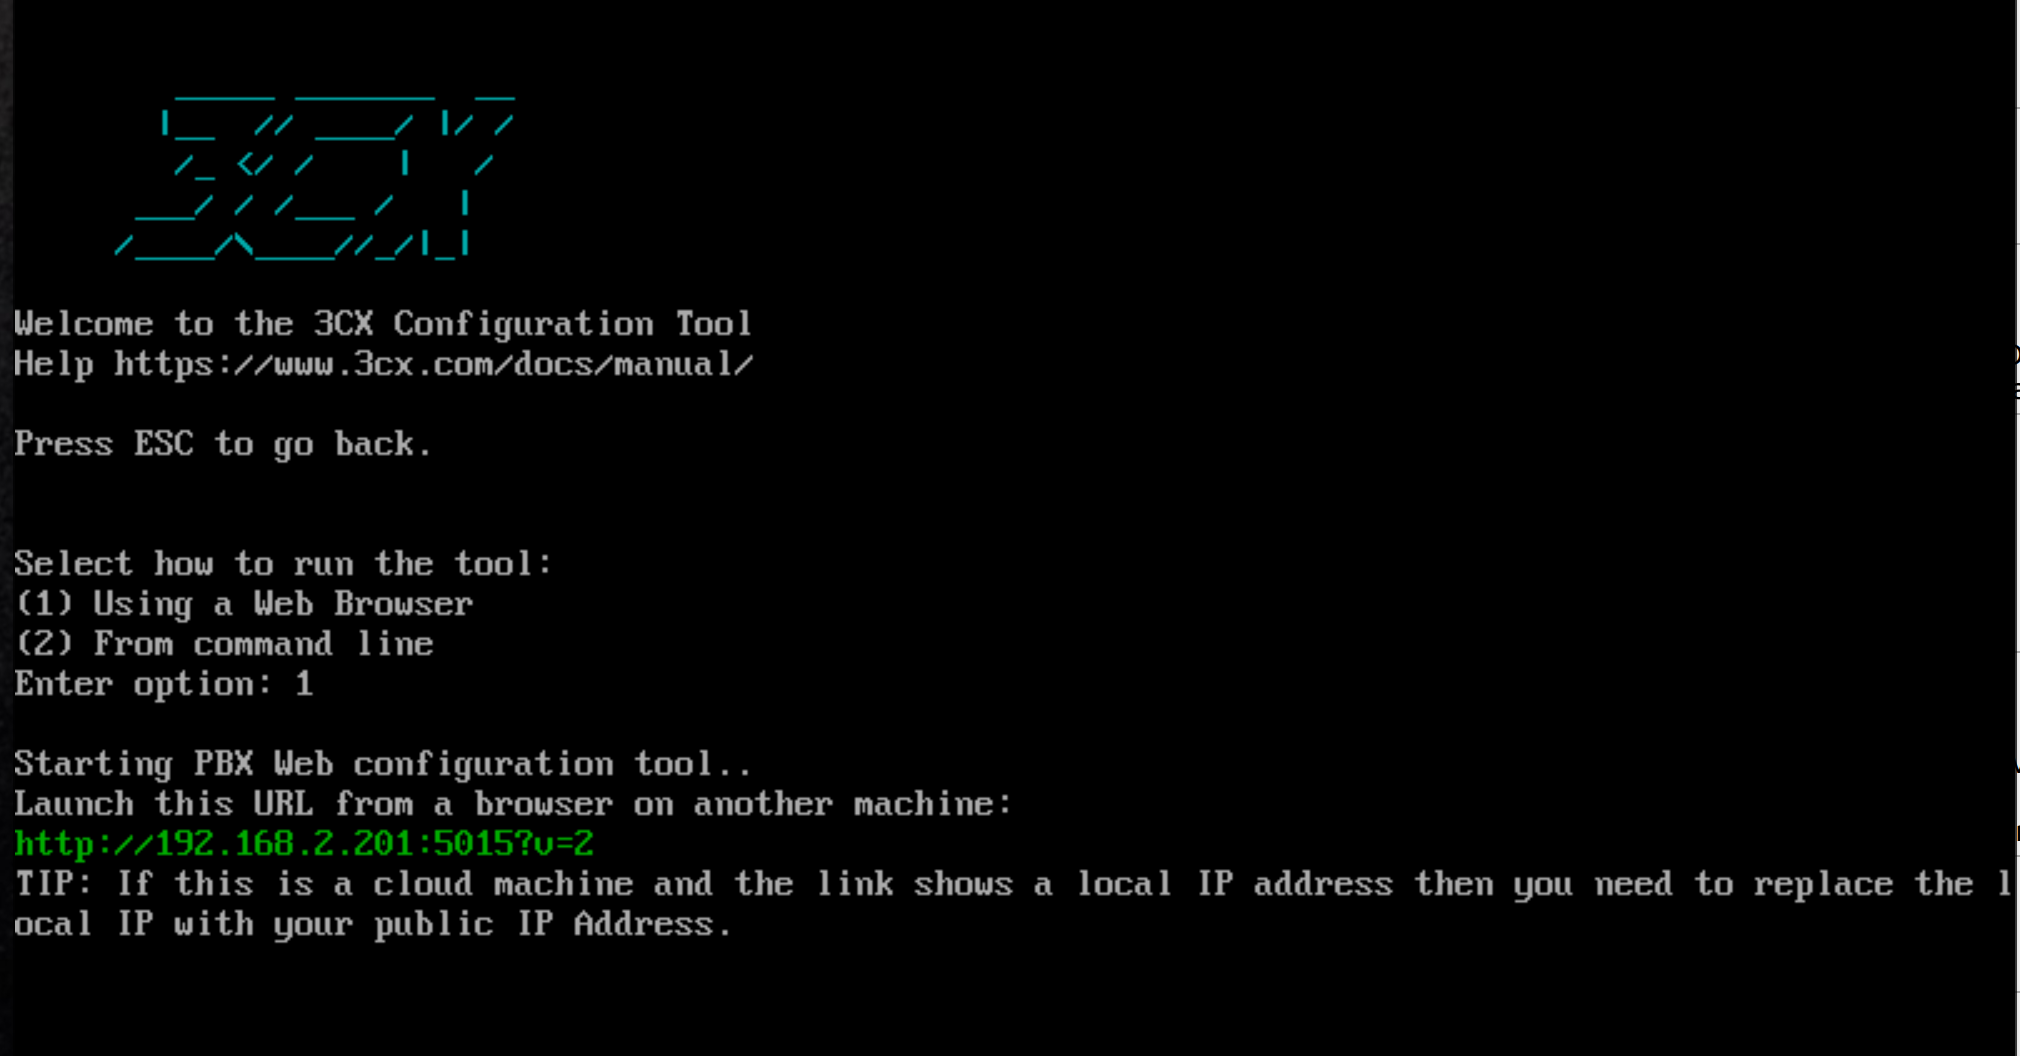 Welcome to the 3CX Configuration Tool
Help https://www.3cx.com/docs/manual/
Press ESC to go back.
Select how to run the tool:
(1) Using a Web Browser
(2) From command line
Enter option: 1
Starting PBX Web configuration tool..
Launch this URL from a browser on another machine:
http://192.168.2.201:5015?v=2
TIP: If this is a cloud machine and the link shows a local IP address then you need to replace the l
ocal IP with your public IP Address.